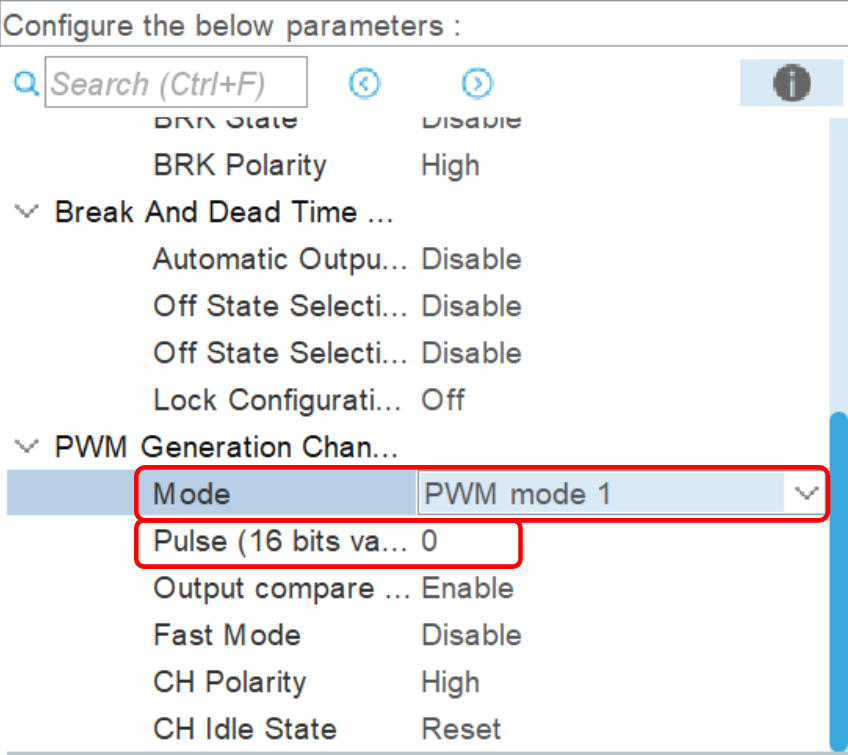 Configure the below parameters :
Search (Ctrl+F)
BRK State Disable
BRK Polarity High
Break And Dead Time ...
Automatic Outpu... Disable
Off State Selecti... Disable
Off State Selecti... Disable
Lock Configurati... Off
PWM Generation Chan...
Mode PWM mode 1
Pulse (16 bits va... 0
Output compare ... Enable
Fast Mode Disable
CH Polarity High
CH Idle State Reset